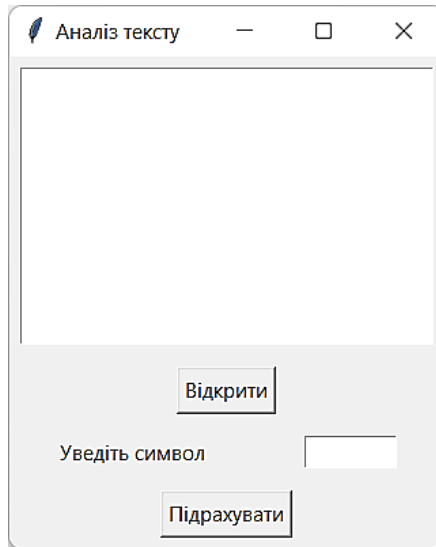 Аналіз тексту
Відкрити
Уведіть символ
Підрахувати